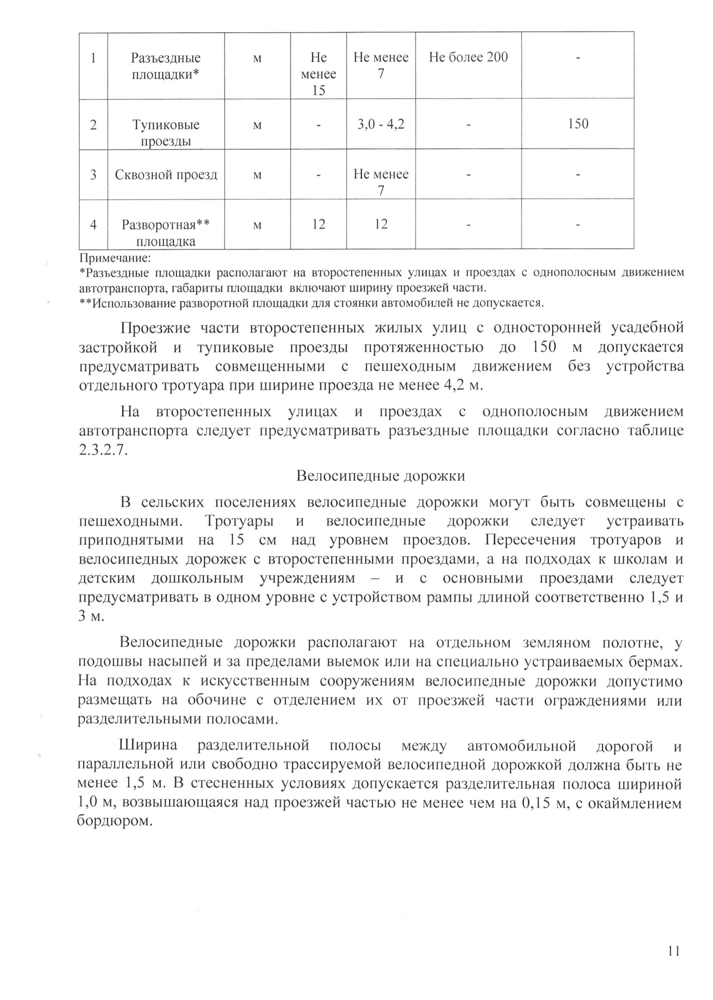 1 Разъездные площадки* м Не менее 15 Не менее 7 Не более 200 -
2 Тупиковые проезды м - 3,0 - 4,2 - 150
3 Сквозной проезд м - Не менее 7 - -
4 Разворотная** площадка м 12 12 - -
Примечание:
*Разъездные площадки располагают на второстепенных улицах и проездах с однополосным движением
автотранспорта, габариты площадки включают ширину проезжей части.
**Использование разворотной площадки для стоянки автомобилей не допускается.
Проезжие части второстепенных жилых улиц с односторонней усадебной
застройкой и тупиковые проезды протяженностью до 150 м допускается
предусматривать совмещенными с пешеходным движением без устройства
отдельного тротуара при ширине проезда не менее 4,2 м.
На второстепенных улицах и проездах с однополосным движением
автотранспорта следует предусматривать разъездные площадки согласно таблице
2.3.2.7.
Велосипедные дорожки
В сельских поселениях велосипедные дорожки могут быть совмещены с
пешеходными. Тротуары и велосипедные дорожки следует устраивать
приподнятыми на 15 см над уровнем проездов. Пересечения тротуаров и
велосипедных дорожек с второстепенными проездами, а на подходах к школам и
детским дошкольным учреждениям – и с основными проездами следует
предусматривать в одном уровне с устройством рампы длиной соответственно 1,5 и
3 м.
Велосипедные дорожки располагают на отдельном земляном полотне, у
подошвы насыпей и за пределами выемок или на специально устраиваемых бермах.
На подходах к искусственным сооружениям велосипедные дорожки допустимо
размещать на обочине с отделением их от проезжей части ограждениями или
разделительными полосами.
Ширина разделительной полосы между автомобильной дорогой и
параллельной или свободно трассируемой велосипедной дорожкой должна быть не
менее 1,5 м. В стесненных условиях допускается разделительная полоса шириной
1,0 м, возвышающаяся над проезжей частью не менее чем на 0,15 м, с окаймлением
бордюром.
11